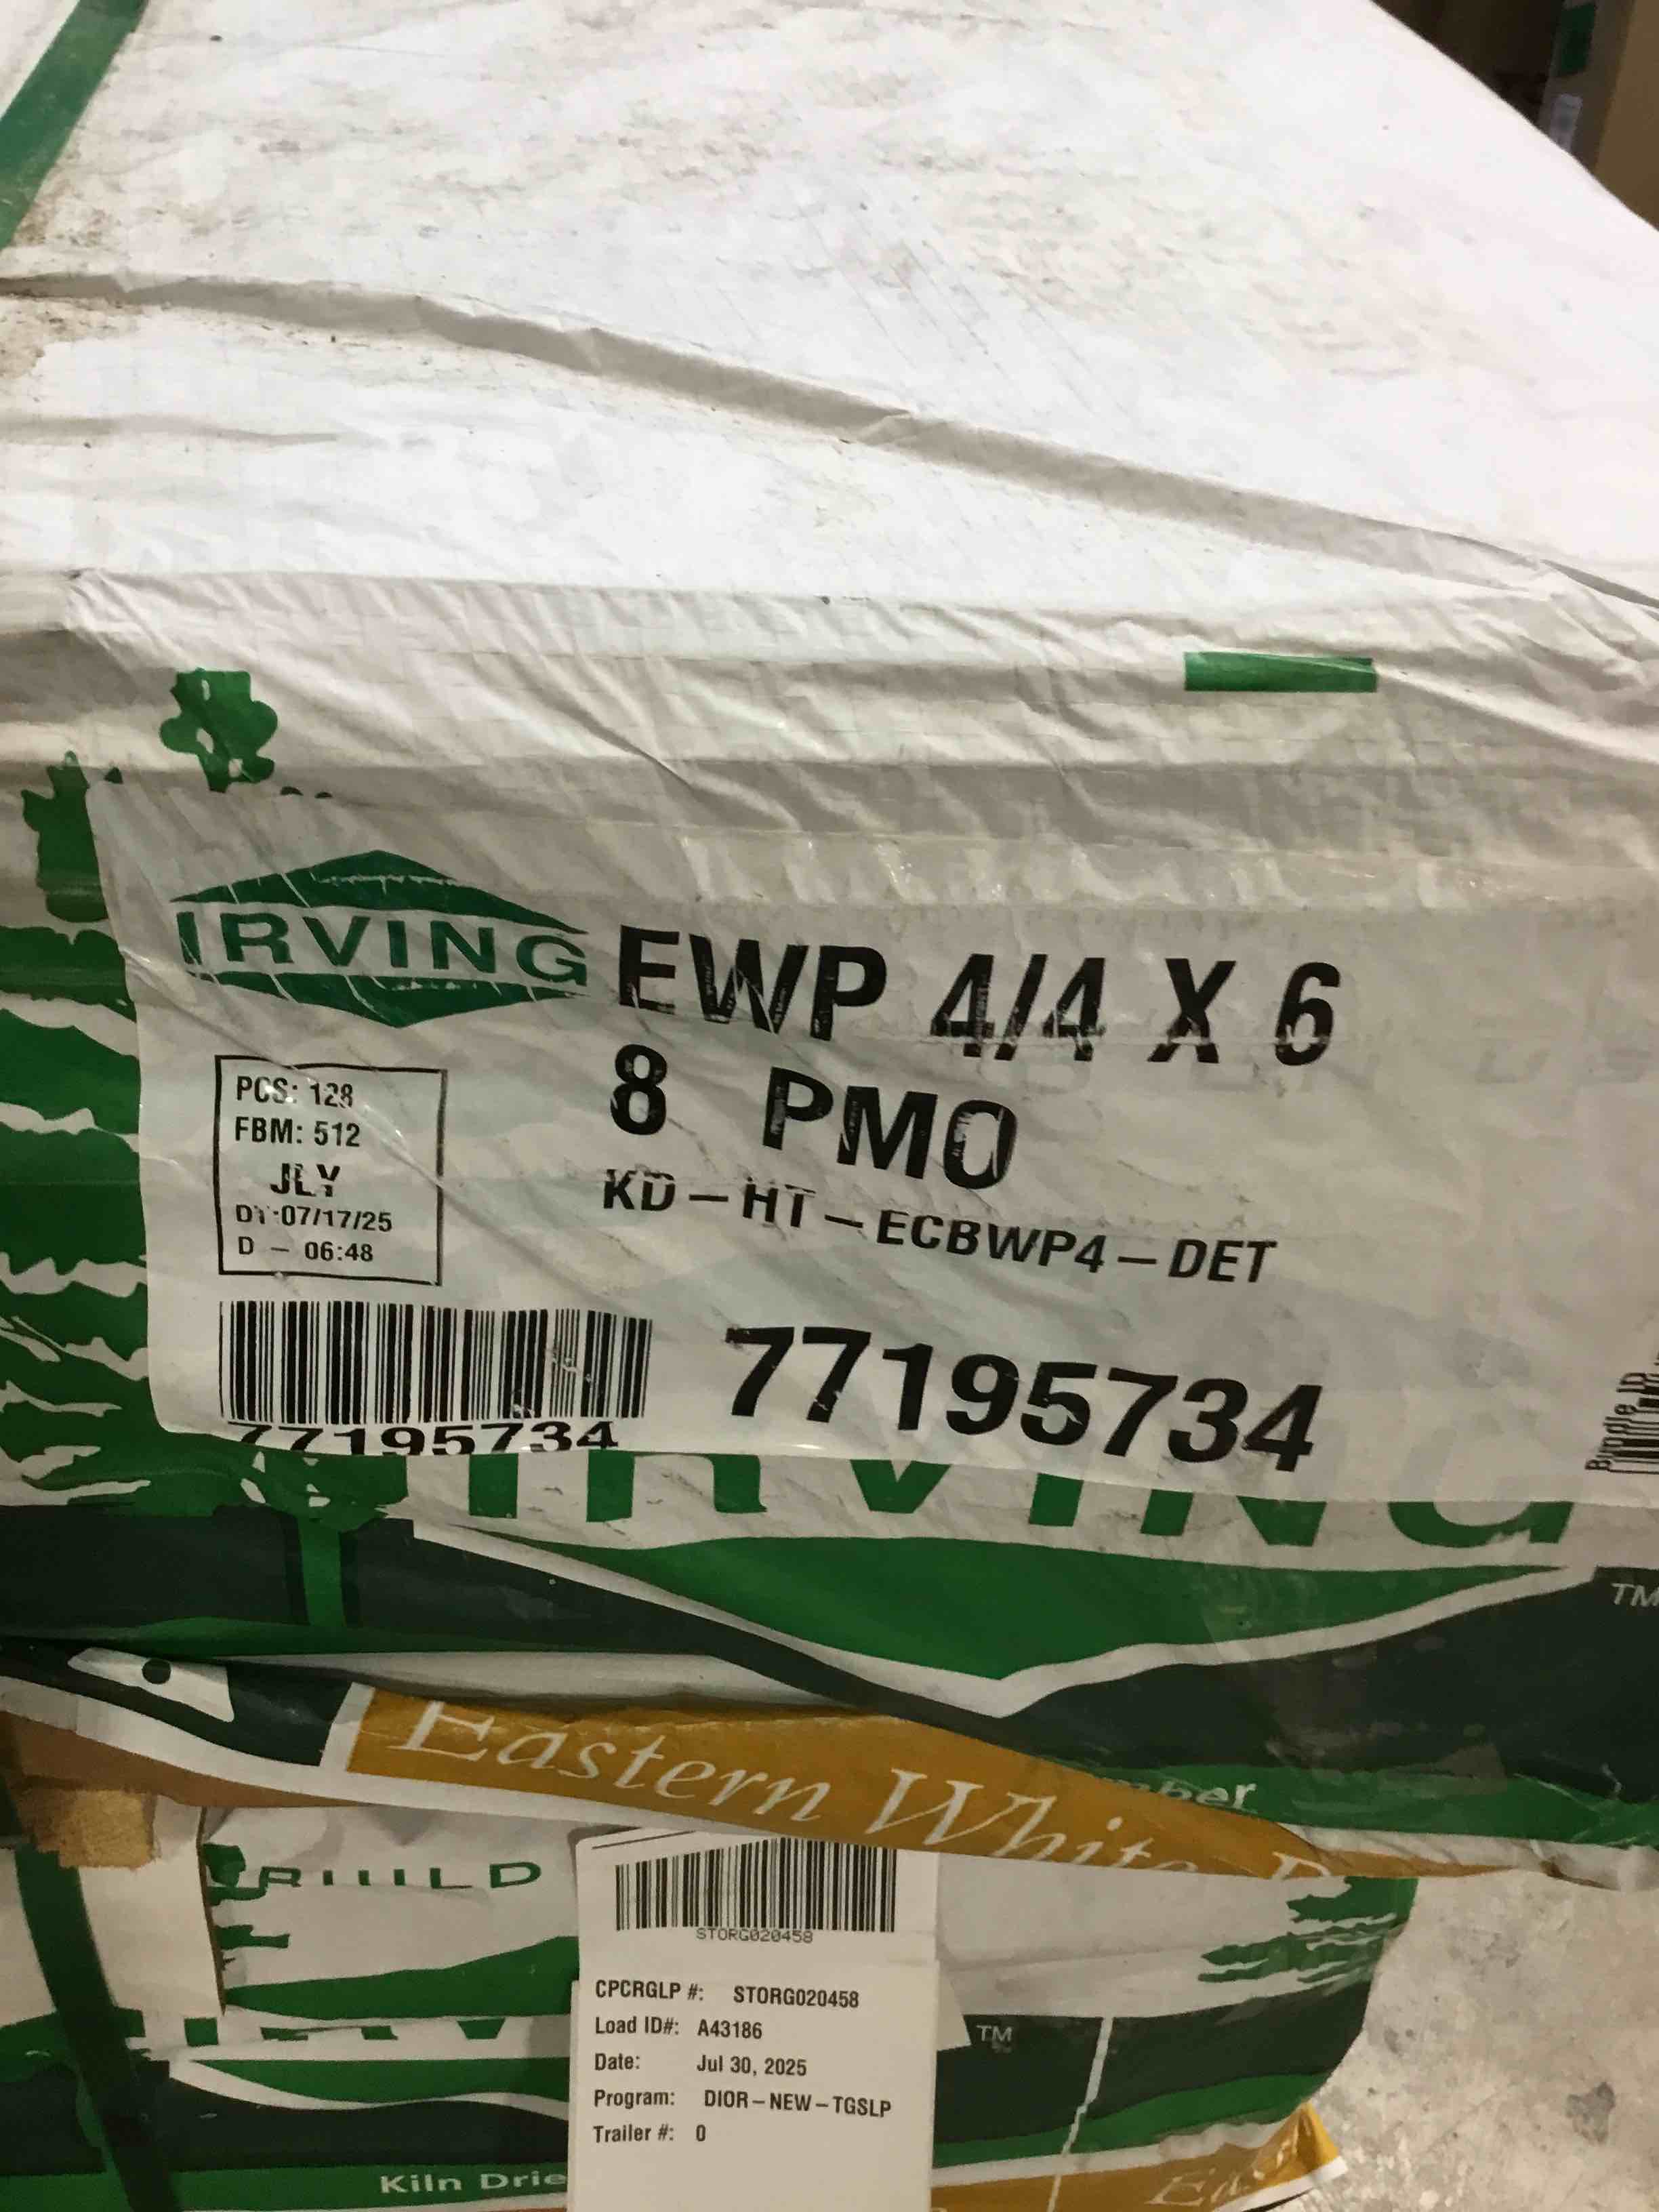 IRVING
EWP 4/4 X 6
8 PMO
KD-HT-ECBWP4-DET
PCS: 128
FBM: 512
JLY
DT:07/17/25
D - 06:48
77195734
77195734
Bundle ID
IRVING
TM
Eastern White
STORG020458
CPCRGLP #: STORG020458
Load ID#: A43186
Date: Jul 30, 2025
Program: DIOR-NEW-TGSLP
Trailer #: 0
TM
Kiln Drie